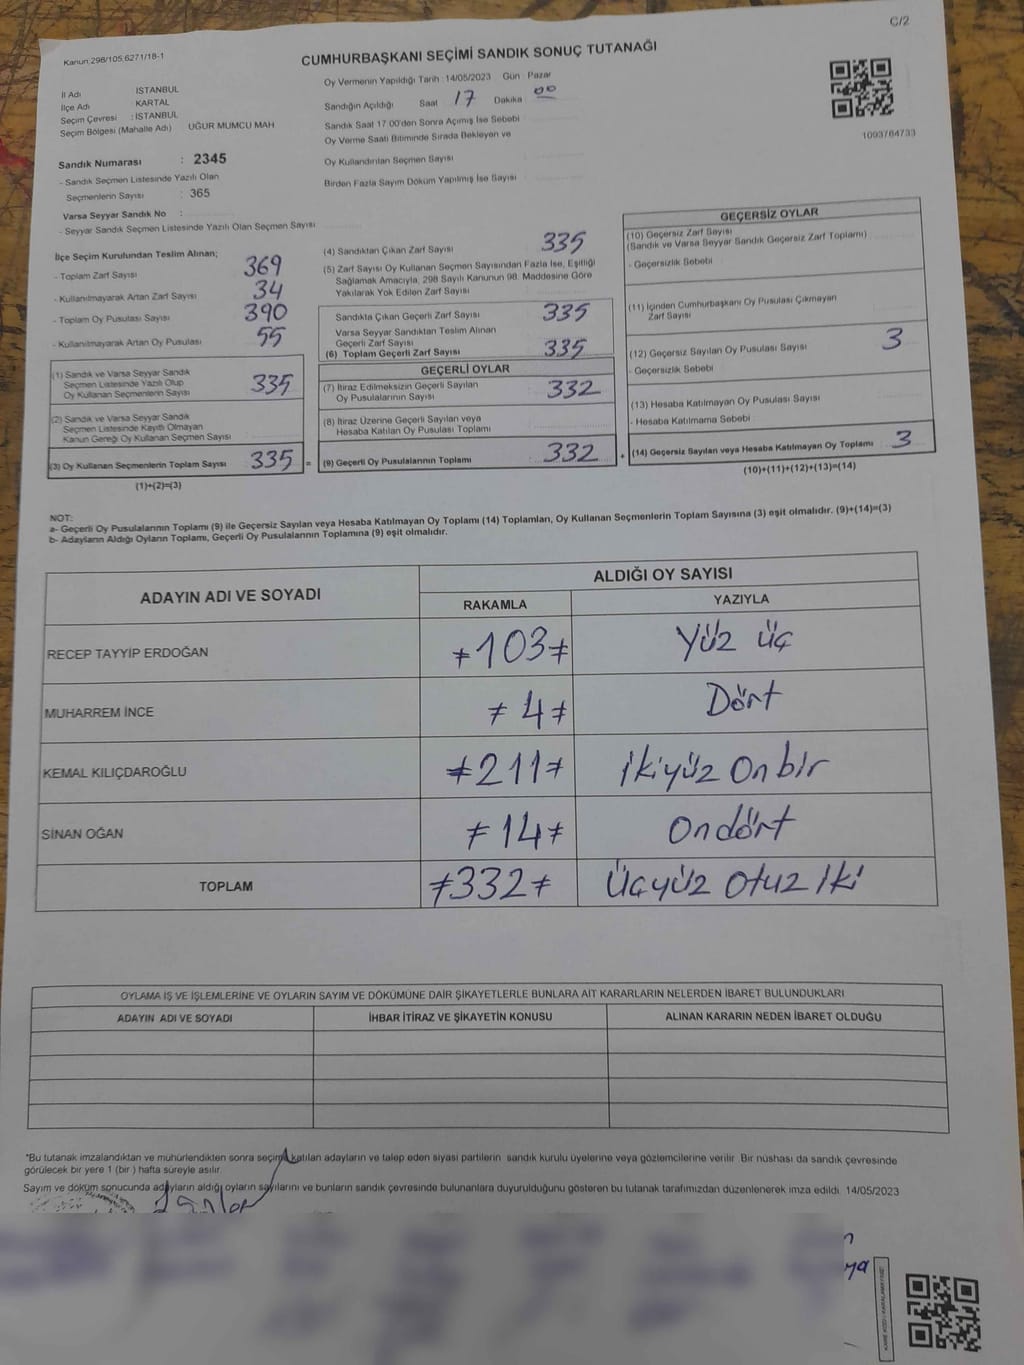 C/2
Kanun:298/105,6271/18-1
CUMHURBAŞKANI SEÇİMİ SANDIK SONUÇ TUTANAĞI
İl Adı İSTANBUL
İlçe Adı KARTAL
Seçim Çevresi : İSTANBUL
Seçim Bölgesi (Mahalle Adı) UĞUR MUMCU MAH
Oy Vermenin Yapıldığı Tarih : 14/05/2023 Gün : Pazar
Sandığın Açıldığı Saat 17 Dakika 00
Sandık Saat 17.00'den Sonra Açımış İse Sebebi
Oy Verme Saati Bitiminde Sırada Bekleyen ve
Oy Kullandırılan Seçmen Sayısı
Birden Fazla Sayım Döküm Yapılmış İse Sayısı
1093764733
Sandık Numarası : 2345
- Sandık Seçmen Listesinde Yazılı Olan
Seçmenlerin Sayısı : 365
Varsa Seyyar Sandık No :
- Seyyar Sandık Seçmen Listesinde Yazılı Olan Seçmen Sayısı
İlçe Seçim Kurulundan Teslim Alınan;
- Toplam Zarf Sayısı 369
- Kullanılmayarak Artan Zarf Sayısı 34
- Toplam Oy Pusulası Sayısı 390
- Kullanılmayarak Artan Oy Pusulası 55
(1) Sandık ve Varsa Seyyar Sandık
Seçmen Listesinde Yazılı Olup
Oy Kullanan Seçmenlerin Sayısı 335
(2) Sandık ve Varsa Seyyar Sandık
Seçmen Listesinde Kayıtlı Olmayan
Kanun Gereği Oy Kullanan Seçmen Sayısı
(3) Oy Kullanan Seçmenlerin Toplam Sayısı 335 =
(1)+(2)=(3)
(4) Sandıktan Çıkan Zarf Sayısı 335
(5) Zarf Sayısı Oy Kullanan Seçmen Sayısından Fazla İse, Eşitliği
Sağlamak Amacıyla, 298 Sayılı Kanunun 98. Maddesine Göre
Yakılarak Yok Edilen Zarf Sayısı
Sandıkta Çıkan Geçerli Zarf Sayısı 335
Varsa Seyyar Sandıktan Teslim Alınan
Geçerli Zarf Sayısı
(6) Toplam Geçerli Zarf Sayısı 335
GEÇERLİ OYLAR
(7) İtiraz Edilmeksizin Geçerli Sayılan
Oy Pusulalarının Sayısı 332
(8) İtiraz Üzerine Geçerli Sayılan veya
Hesaba Katılan Oy Pusulası Toplamı
(9) Geçerli Oy Pusulalarının Toplamı 332 +
GEÇERSİZ OYLAR
(10) Geçersiz Zarf Sayısı
(Sandık ve Varsa Seyyar Sandık Geçersiz Zarf Toplamı)
- Geçersizlik Sebebi
(11) İçinden Cumhurbaşkanı Oy Pusulası Çıkmayan
Zarf Sayısı
(12) Geçersiz Sayılan Oy Pusulası Sayısı 3
- Geçersizlik Sebebi
(13) Hesaba Katılmayan Oy Pusulası Sayısı
- Hesaba Katılmama Sebebi
(14) Geçersiz Sayılan veya Hesaba Katılmayan Oy Toplamı 3
(10)+(11)+(12)+(13)=(14)
NOT:
a- Geçerli Oy Pusulalarının Toplamı (9) ile Geçersiz Sayılan veya Hesaba Katılmayan Oy Toplamı (14) Toplamları, Oy Kullanan Seçmenlerin Toplam Sayısına (3) eşit olmalıdır. (9)+(14)=(3)
b- Adayların Aldığı Oyların Toplamı, Geçerli Oy Pusulalarının Toplamına (9) eşit olmalıdır.
ADAYIN ADI VE SOYADI ALDIĞI OY SAYISI
RAKAMLA YAZIYLA
RECEP TAYYİP ERDOĞAN ≠103≠ Yüz üç
MUHARREM İNCE ≠4≠ Dört
KEMAL KILIÇDAROĞLU ≠211≠ ikiyüz Onbir
SİNAN OĞAN ≠14≠ Ondört
TOPLAM ≠332≠ Üçyüz Otuz iki
OYLAMA İŞ VE İŞLEMLERİNE VE OYLARIN SAYIM VE DÖKÜMÜNE DAİR ŞİKAYETLERLE BUNLARA AİT KARARLARIN NELERDEN İBARET BULUNDUKLARI
ADAYIN ADI VE SOYADI İHBAR İTİRAZ VE ŞİKAYETİN KONUSU ALINAN KARARIN NEDEN İBARET OLDUĞU
*Bu tutanak imzalandıktan ve mühürlendikten sonra seçime katılan adayların ve talep eden siyasi partilerin sandık kurulu üyelerine veya gözlemcilerine verilir. Bir nüshası da sandık çevresinde
görülecek bir yere 1 (bir ) hafta süreyle asılır.
Sayım ve döküm sonucunda adayların aldığı oyların sayılarını ve bunların sandık çevresinde bulunanlara duyurulduğunu gösteren bu tutanak tarafımızdan düzenlenerek imza edildi. 14/05/2023